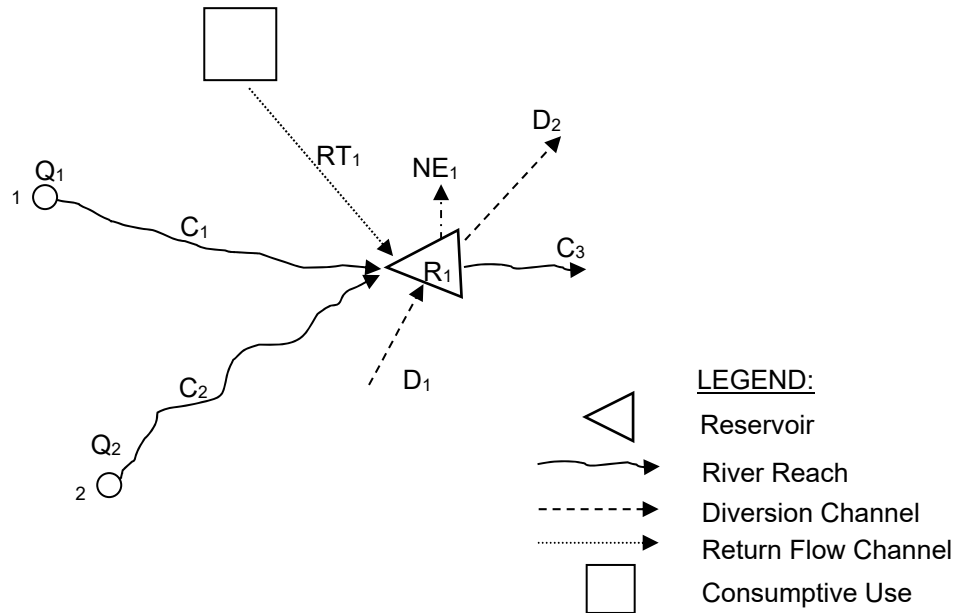 D₂
RT₁
NE₁
Q₁
1
C₁
C₃
R₁
D₁
C₂
Q₂
2
LEGEND:
Reservoir
River Reach
Diversion Channel
Return Flow Channel
Consumptive Use